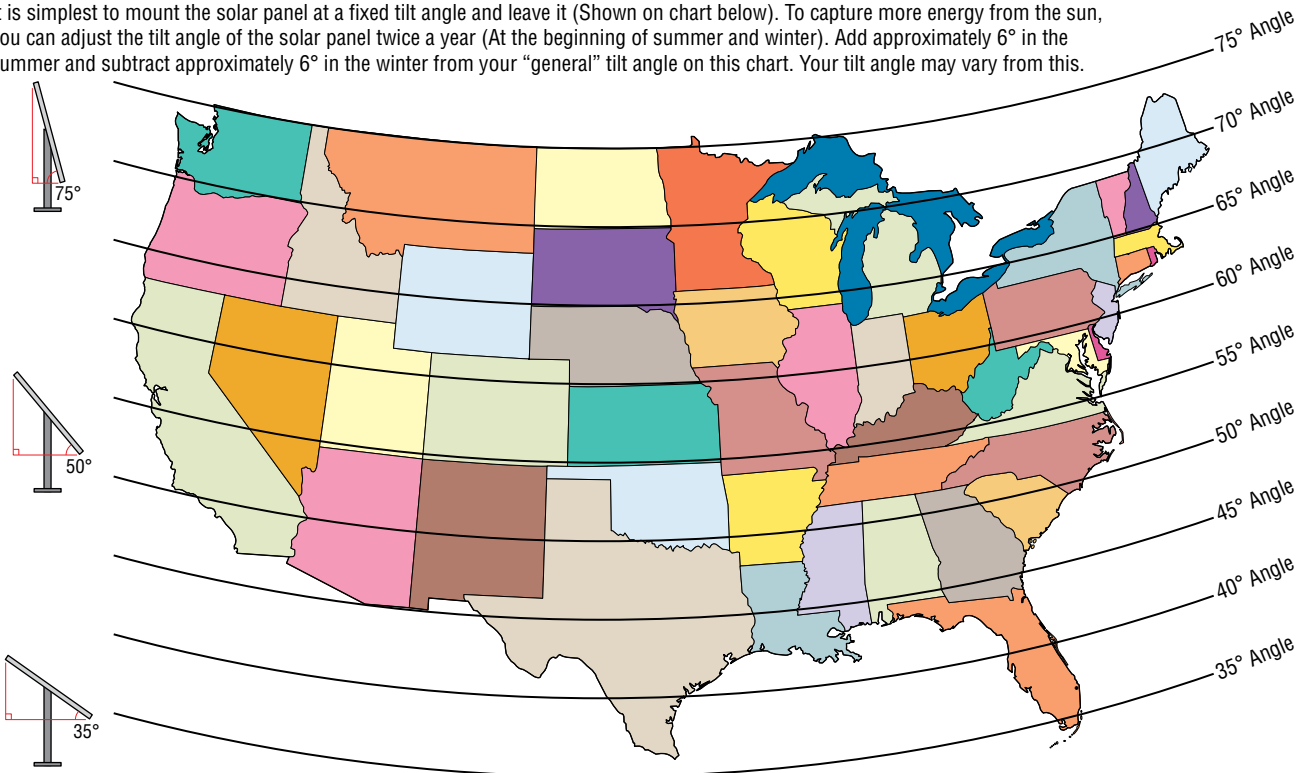 t is simplest to mount the solar panel at a fixed tilt angle and leave it (Shown on chart below). To capture more energy from the sun,
ou can adjust the tilt angle of the solar panel twice a year (At the beginning of summer and winter). Add approximately 6° in the
ummer and subtract approximately 6° in the winter from your “general” tilt angle on this chart. Your tilt angle may vary from this.
75° Angle
70° Angle
65° Angle
60° Angle
55° Angle
50° Angle
45° Angle
40° Angle
35° Angle
75°
50°
35°